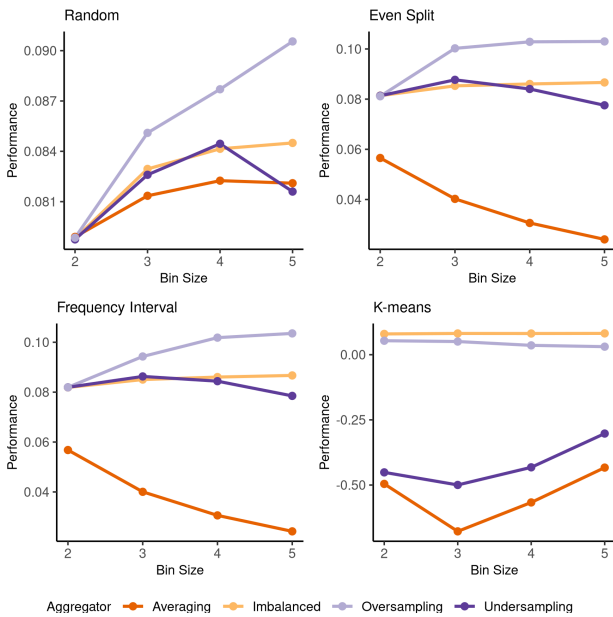 Random
Performance
0.090
0.087
0.084
0.081
2 3 4 5
Bin Size
Even Split
Performance
0.10
0.08
0.06
0.04
2 3 4 5
Bin Size
Frequency Interval
Performance
0.10
0.08
0.06
0.04
2 3 4 5
Bin Size
K-means
Performance
0.00
-0.25
-0.50
2 3 4 5
Bin Size
Aggregator Averaging Imbalanced Oversampling Undersampling